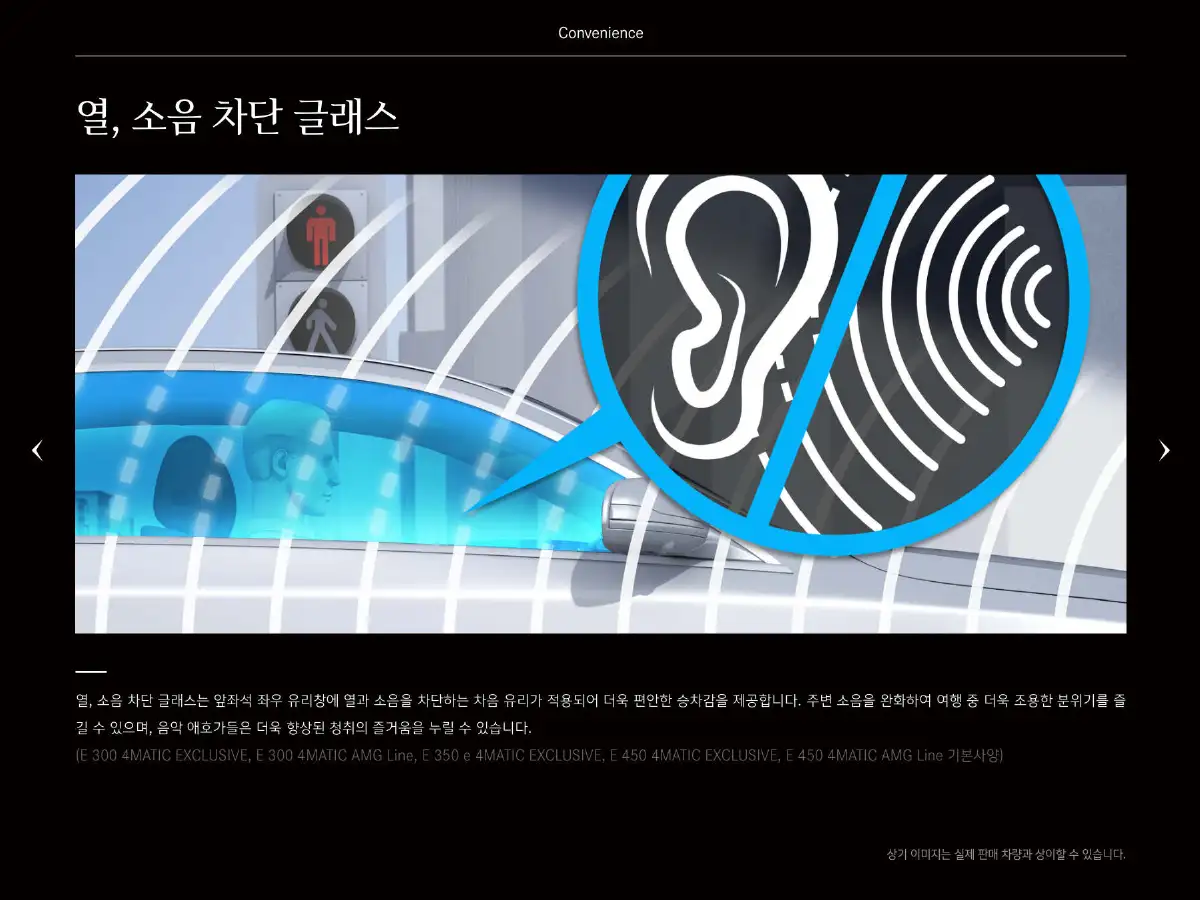 Convenience
열, 소음 차단 글래스
열, 소음 차단 글래스는 앞좌석 좌우 유리창에 열과 소음을 차단하는 차음 유리가 적용되어 더욱 편안한 승차감을 제공합니다. 주변 소음을 완화하여 여행 중 더욱 조용한 분위기를 즐
길 수 있으며, 음악 애호가들은 더욱 향상된 청취의 즐거움을 누릴 수 있습니다.
(E 300 4MATIC EXCLUSIVE, E 300 4MATIC AMG Line, E 350 e 4MATIC EXCLUSIVE, E 450 4MATIC EXCLUSIVE, E 450 4MATIC AMG Line 기본사양)
상기 이미지는 실제 판매 차량과 상이할 수 있습니다.